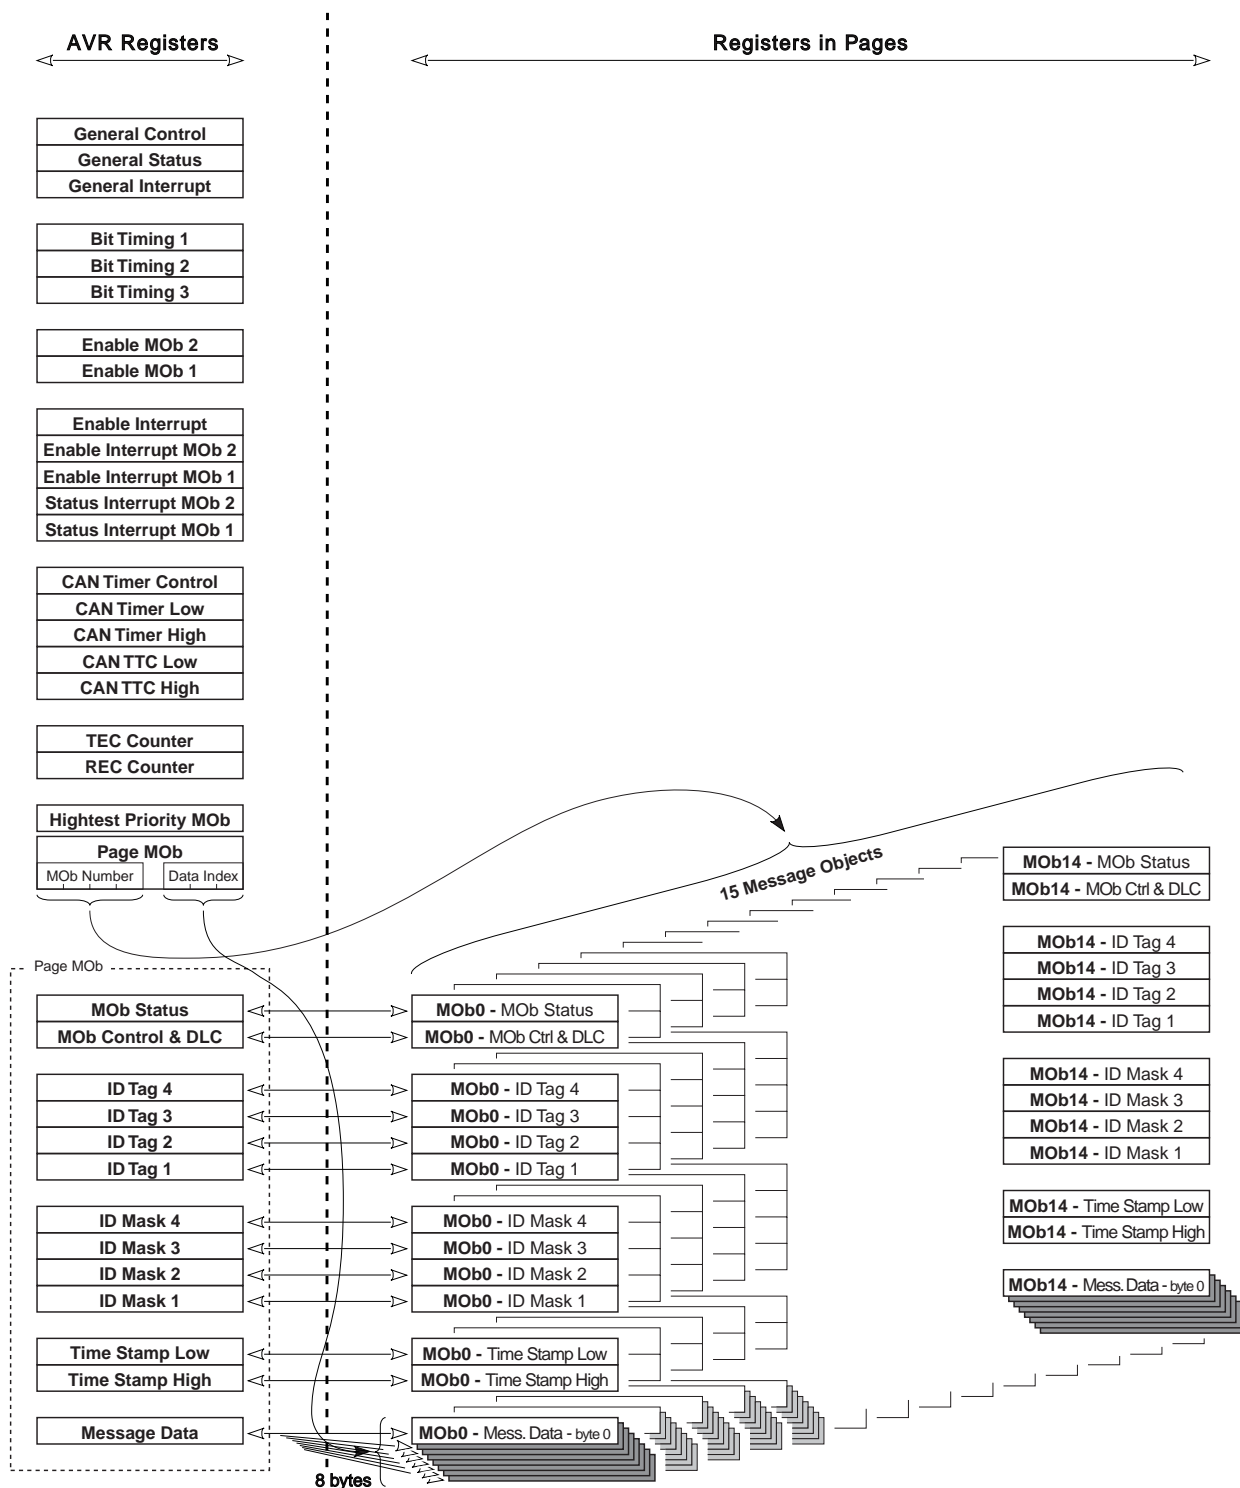 AVR Registers
Registers in Pages
General Control
General Status
General Interrupt
Bit Timing 1
Bit Timing 2
Bit Timing 3
Enable MOb 2
Enable MOb 1
Enable Interrupt
Enable Interrupt MOb 2
Enable Interrupt MOb 1
Status Interrupt MOb 2
Status Interrupt MOb 1
CAN Timer Control
CAN Timer Low
CAN Timer High
CAN TTC Low
CAN TTC High
TEC Counter
REC Counter
Hightest Priority MOb
Page MOb
MOb Number
Data Index
Page MOb
MOb Status
MOb Control & DLC
ID Tag 4
ID Tag 3
ID Tag 2
ID Tag 1
ID Mask 4
ID Mask 3
ID Mask 2
ID Mask 1
Time Stamp Low
Time Stamp High
Message Data
8 bytes
MOb0 - MOb Status
MOb0 - MOb Ctrl & DLC
MOb0 - ID Tag 4
MOb0 - ID Tag 3
MOb0 - ID Tag 2
MOb0 - ID Tag 1
MOb0 - ID Mask 4
MOb0 - ID Mask 3
MOb0 - ID Mask 2
MOb0 - ID Mask 1
MOb0 - Time Stamp Low
MOb0 - Time Stamp High
MOb0 - Mess. Data - byte 0
15 Message Objects
MOb14 - MOb Status
MOb14 - MOb Ctrl & DLC
MOb14 - ID Tag 4
MOb14 - ID Tag 3
MOb14 - ID Tag 2
MOb14 - ID Tag 1
MOb14 - ID Mask 4
MOb14 - ID Mask 3
MOb14 - ID Mask 2
MOb14 - ID Mask 1
MOb14 - Time Stamp Low
MOb14 - Time Stamp High
MOb14 - Mess. Data - byte 0